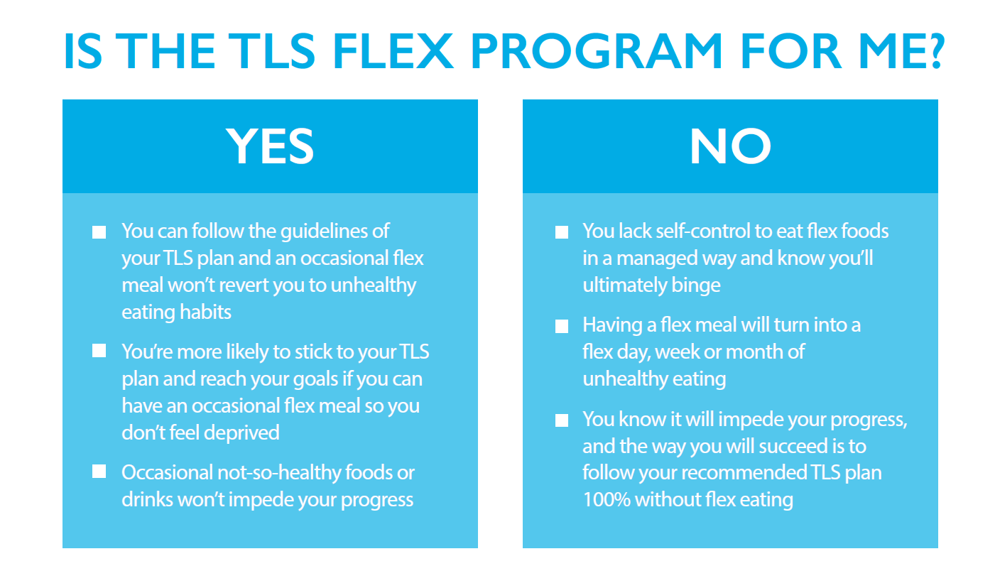 IS THE TLS FLEX PROGRAM FOR ME?
YES
You can follow the guidelines of
your TLS plan and an occasional flex
meal won't revert you to unhealthy
eating habits
You're more likely to stick to your TLS
plan and reach your goals if you can
have an occasional flex meal so you
don't feel deprived
Occasional not-so-healthy foods or
drinks won't impede your progress
NO
You lack self-control to eat flex foods
in a managed way and know you'll
ultimately binge
Having a flex meal will turn into a
flex day, week or month of
unhealthy eating
You know it will impede your progress,
and the way you will succeed is to
follow your recommended TLS plan
100% without flex eating